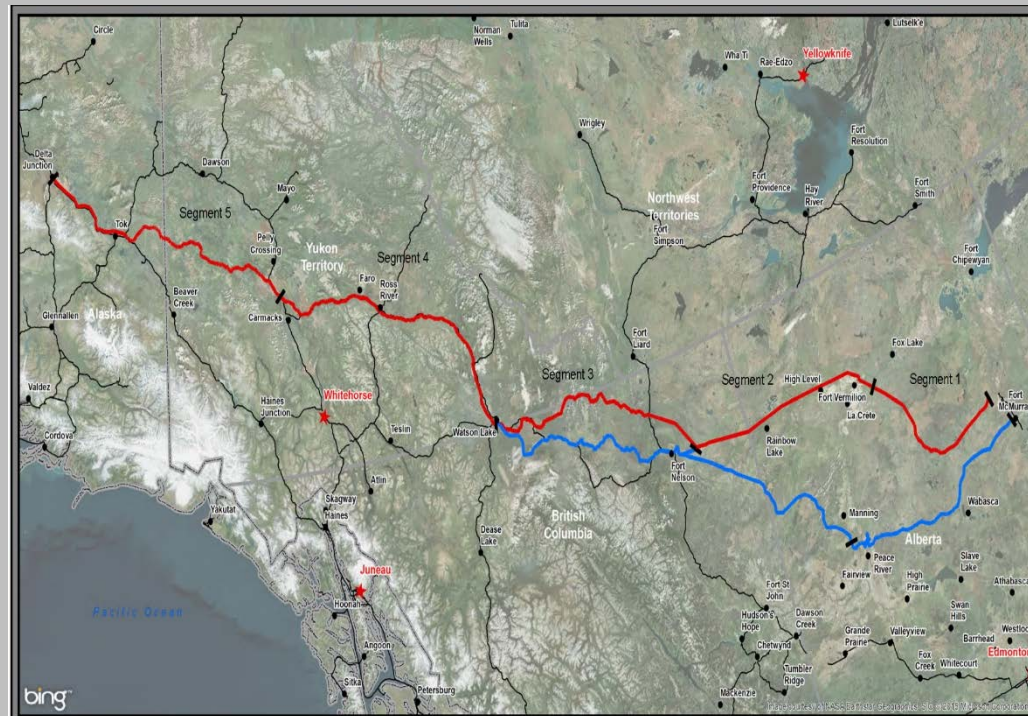 Circle
Norman
Wells
Tulita
Lutselk'e
Wha Ti
Rae-Edzo
Yellowknife
Wrigley
Fort
Resolution
Delta
Junction
Dawson
Mayo
Segment 5
Fort
Providence
Hay
River
Fort
Smith
Northwest
Territories
Fort
Simpson
Tok
Pelly
Crossing
Yukon
Territory
Segment 4
Faro
Ross
River
Fort
Chipewyan
Beaver
Creek
Carmacks
Glennallen
Alaska
Fort
Liard
Fox Lake
Segment 3
Segment 2
High Level
Segment 1
Fort Vermilion
La Crête
Fort
McMurra
Valdez
Whitehorse
Haines
Junction
Cordova
Teslin
Watson Lake
Rainbow
Lake
Fort
Nelson
Atlin
Skagway
Haines
Yakutat
British
Columbia
Dease
Lake
Manning
Wabasca
Alberta
Peace
River
Slave
Lake
Fairview
High
Prairie
Athabasca
Juneau
Hoonah
Pacific Ocean
Fort St
John
Hudson's
Hope
Dawson
Creek
Chetwynd
Swan
Hills
Barrhead
Westloc
Edmonton
Grande
Prairie
Valleyview
Angoon
Tumbler
Ridge
Fox
Creek
Whitecourt
Sitka
Petersburg
Mackenzie
bing